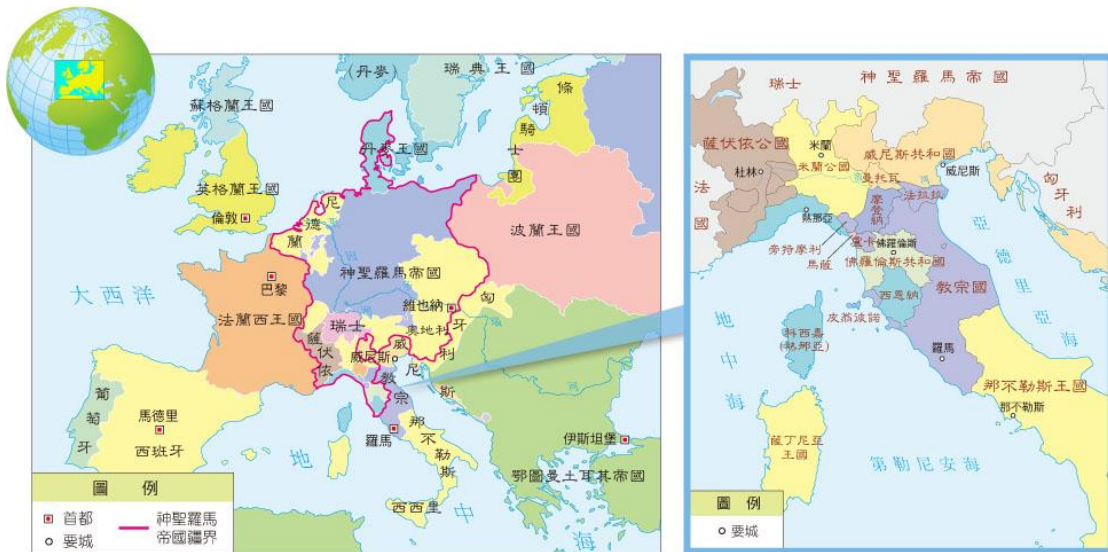 蘇格蘭王國
英格蘭王國
倫敦
(丹麥)
瑞典王國
丹麥王國
條頓騎士團
波蘭王國
尼德蘭
神聖羅馬帝國
大西洋
巴黎
法蘭西王國
瑞士
薩伏依
維也納
奧地利
匈牙利
威尼斯
威尼斯
教宗
羅馬
那不勒斯
西西里
葡萄牙
馬德里
西班牙
伊斯坦堡
鄂圖曼土耳其帝國
地中海
圖例
首都
要城
神聖羅馬
帝國疆界
瑞士
神聖羅馬帝國
薩伏依公國
杜林
米蘭
米蘭公國
威尼斯共和國
威尼斯
曼托瓦
法拉拉
摩登納
匈牙利
法國
熱那亞
旁特摩利
馬薩
盧卡
佛羅倫斯
佛羅倫斯共和國
西恩納
教宗國
亞德里亞海
皮翁波諾
科西嘉
(熱那亞)
羅馬
地中海
那不勒斯王國
那不勒斯
薩丁尼亞
王國
第勒尼安海
圖例
要城